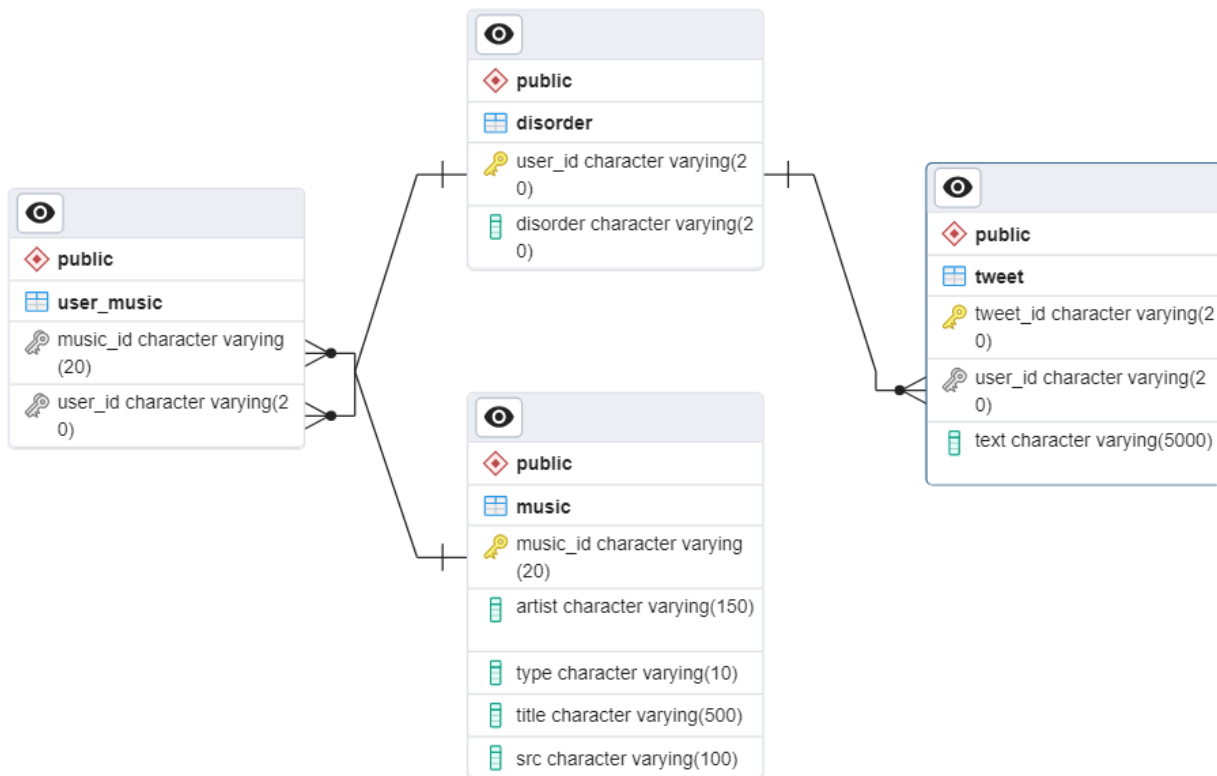 public
disorder
user_id character varying(2
0)
disorder character varying(2
0)
public
user_music
music_id character varying
(20)
user_id character varying(2
0)
public
music
music_id character varying
(20)
artist character varying(150)
type character varying(10)
title character varying(500)
src character varying(100)
public
tweet
tweet_id character varying(2
0)
user_id character varying(2
0)
text character varying(5000)